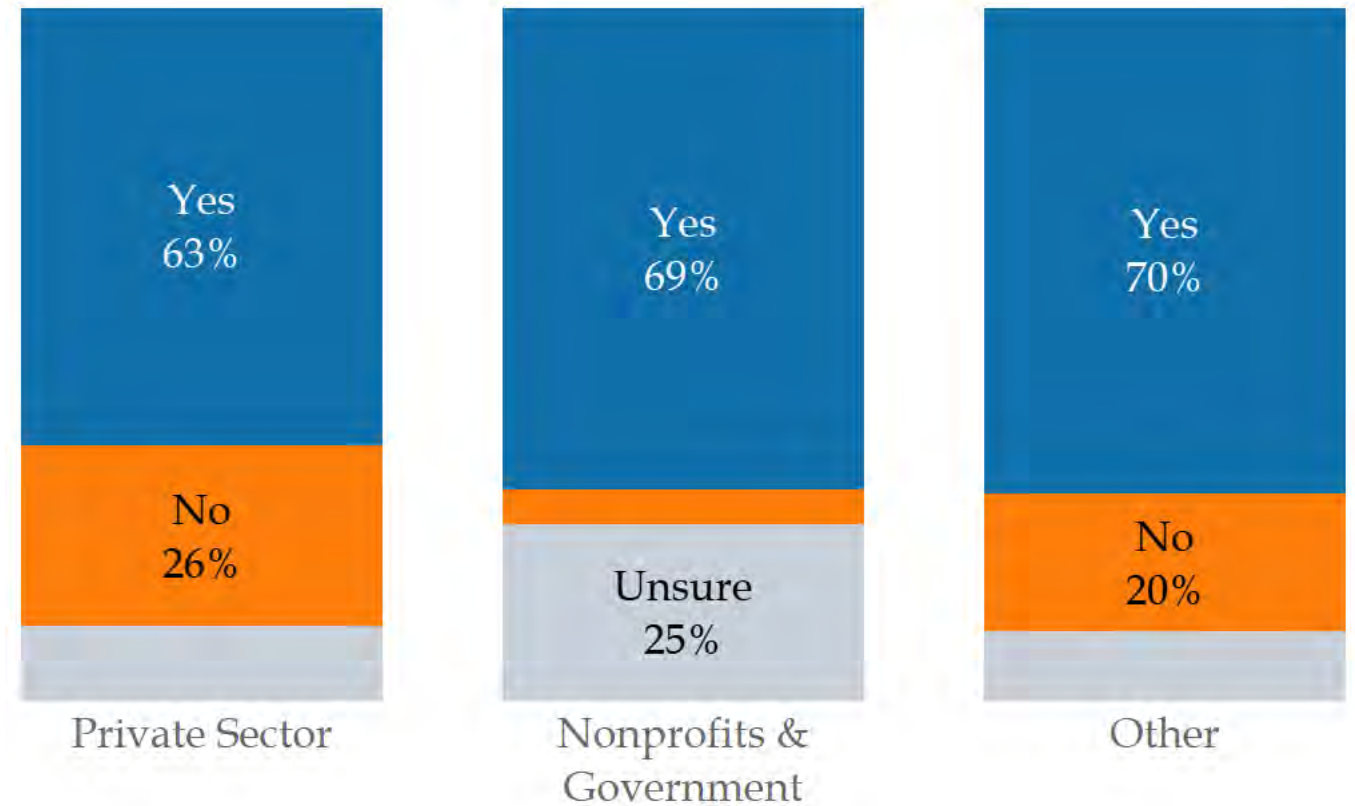 Yes
63%
No
26%
Private Sector
Yes
69%
Unsure
25%
Nonprofits &
Government
Yes
70%
No
20%
Other